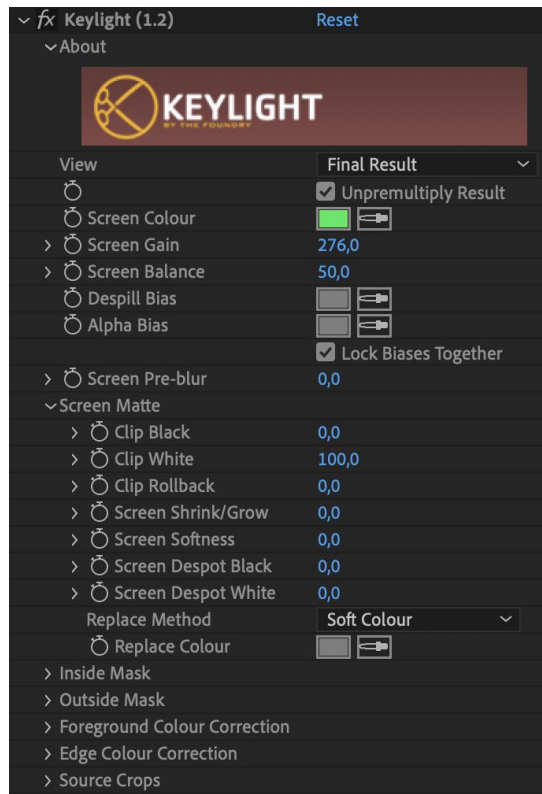 fx Keylight (1.2) Reset
About
KEYLIGHT
BY THE FOUNDRY
View Final Result
Unpremultiply Result
Screen Colour
Screen Gain 276,0
Screen Balance 50,0
Despill Bias
Alpha Bias
Lock Biases Together
Screen Pre-blur 0,0
Screen Matte
Clip Black 0,0
Clip White 100,0
Clip Rollback 0,0
Screen Shrink/Grow 0,0
Screen Softness 0,0
Screen Despot Black 0,0
Screen Despot White 0,0
Replace Method Soft Colour
Replace Colour
Inside Mask
Outside Mask
Foreground Colour Correction
Edge Colour Correction
Source Crops